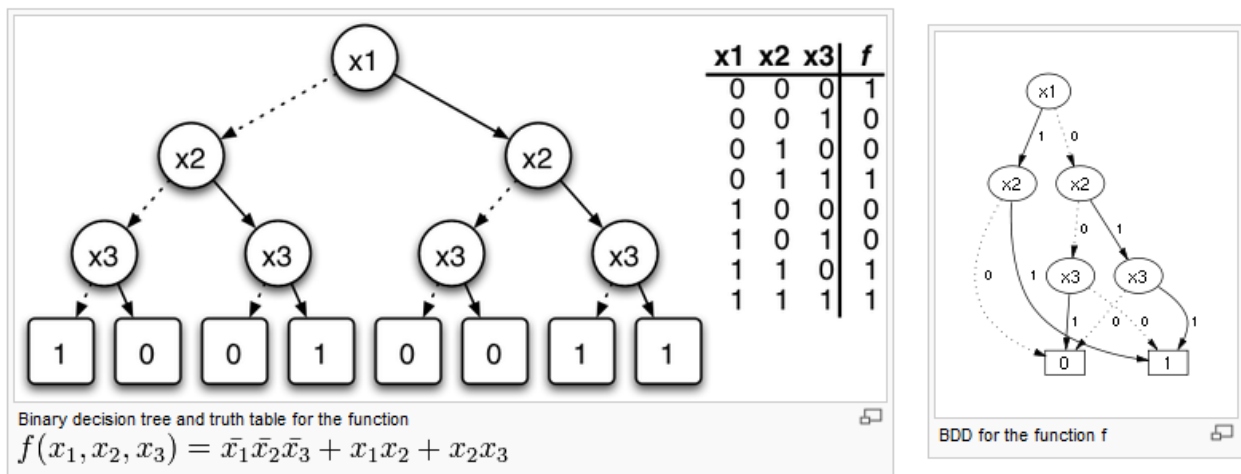 x1
x2 x2
x3 x3 x3 x3
1 0 0 1 0 0 1 1
x1 x2 x3 f
0 0 0 1
0 0 1 0
0 1 0 0
0 1 1 1
1 0 0 0
1 0 1 0
1 1 0 1
1 1 1 1
Binary decision tree and truth table for the function
f(x₁, x₂, x₃) = x̄₁x̄₂x̄₃ + x₁x₂ + x₂x₃
x1
1 0
x2 x2
0 1
0 1 x3 x3
1 0 0 1
0 1
BDD for the function f